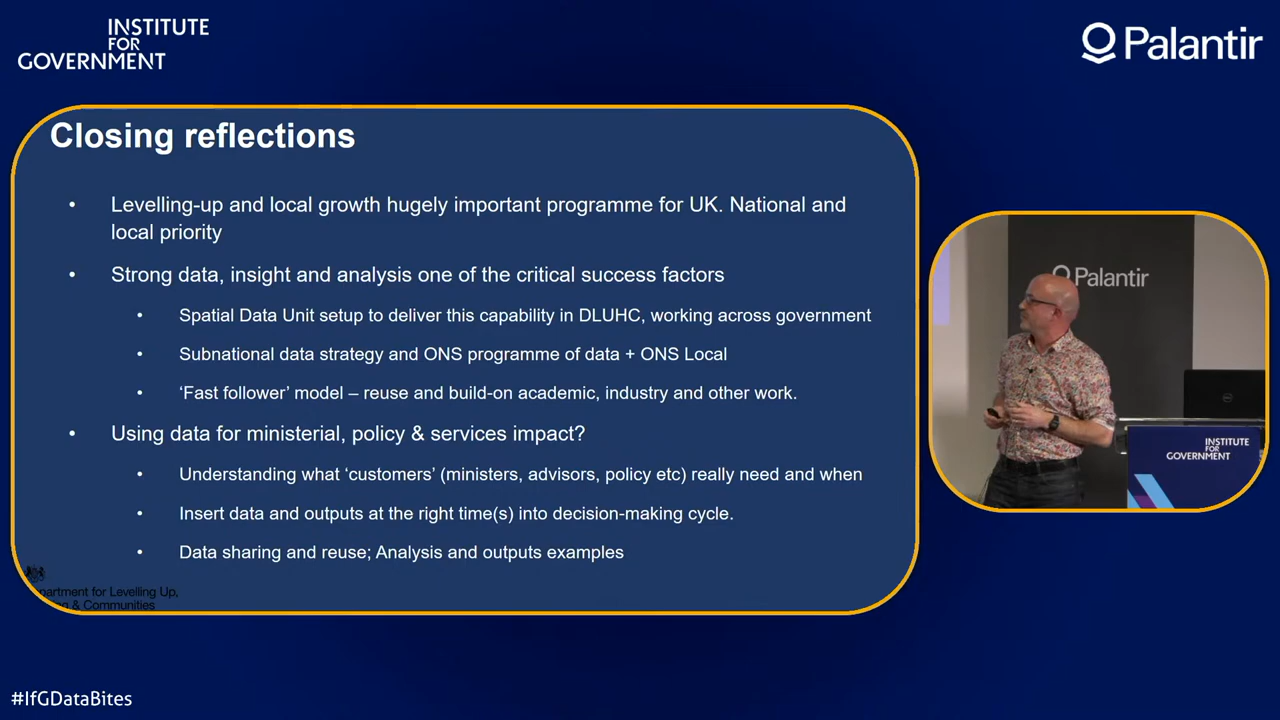 INSTITUTE
FOR
GOVERNMENT
Palantir
Closing reflections
• Levelling-up and local growth hugely important programme for UK. National and
local priority
• Strong data, insight and analysis one of the critical success factors
• Spatial Data Unit setup to deliver this capability in DLUHC, working across government
• Subnational data strategy and ONS programme of data + ONS Local
• ‘Fast follower’ model – reuse and build-on academic, industry and other work.
• Using data for ministerial, policy & services impact?
• Understanding what ‘customers’ (ministers, advisors, policy etc) really need and when
• Insert data and outputs at the right time(s) into decision-making cycle.
• Data sharing and reuse; Analysis and outputs examples
for Levelling Up,
& Communities
Palantir
INSTITUTE
FOR
GOVERNMENT
#IfGDataBites